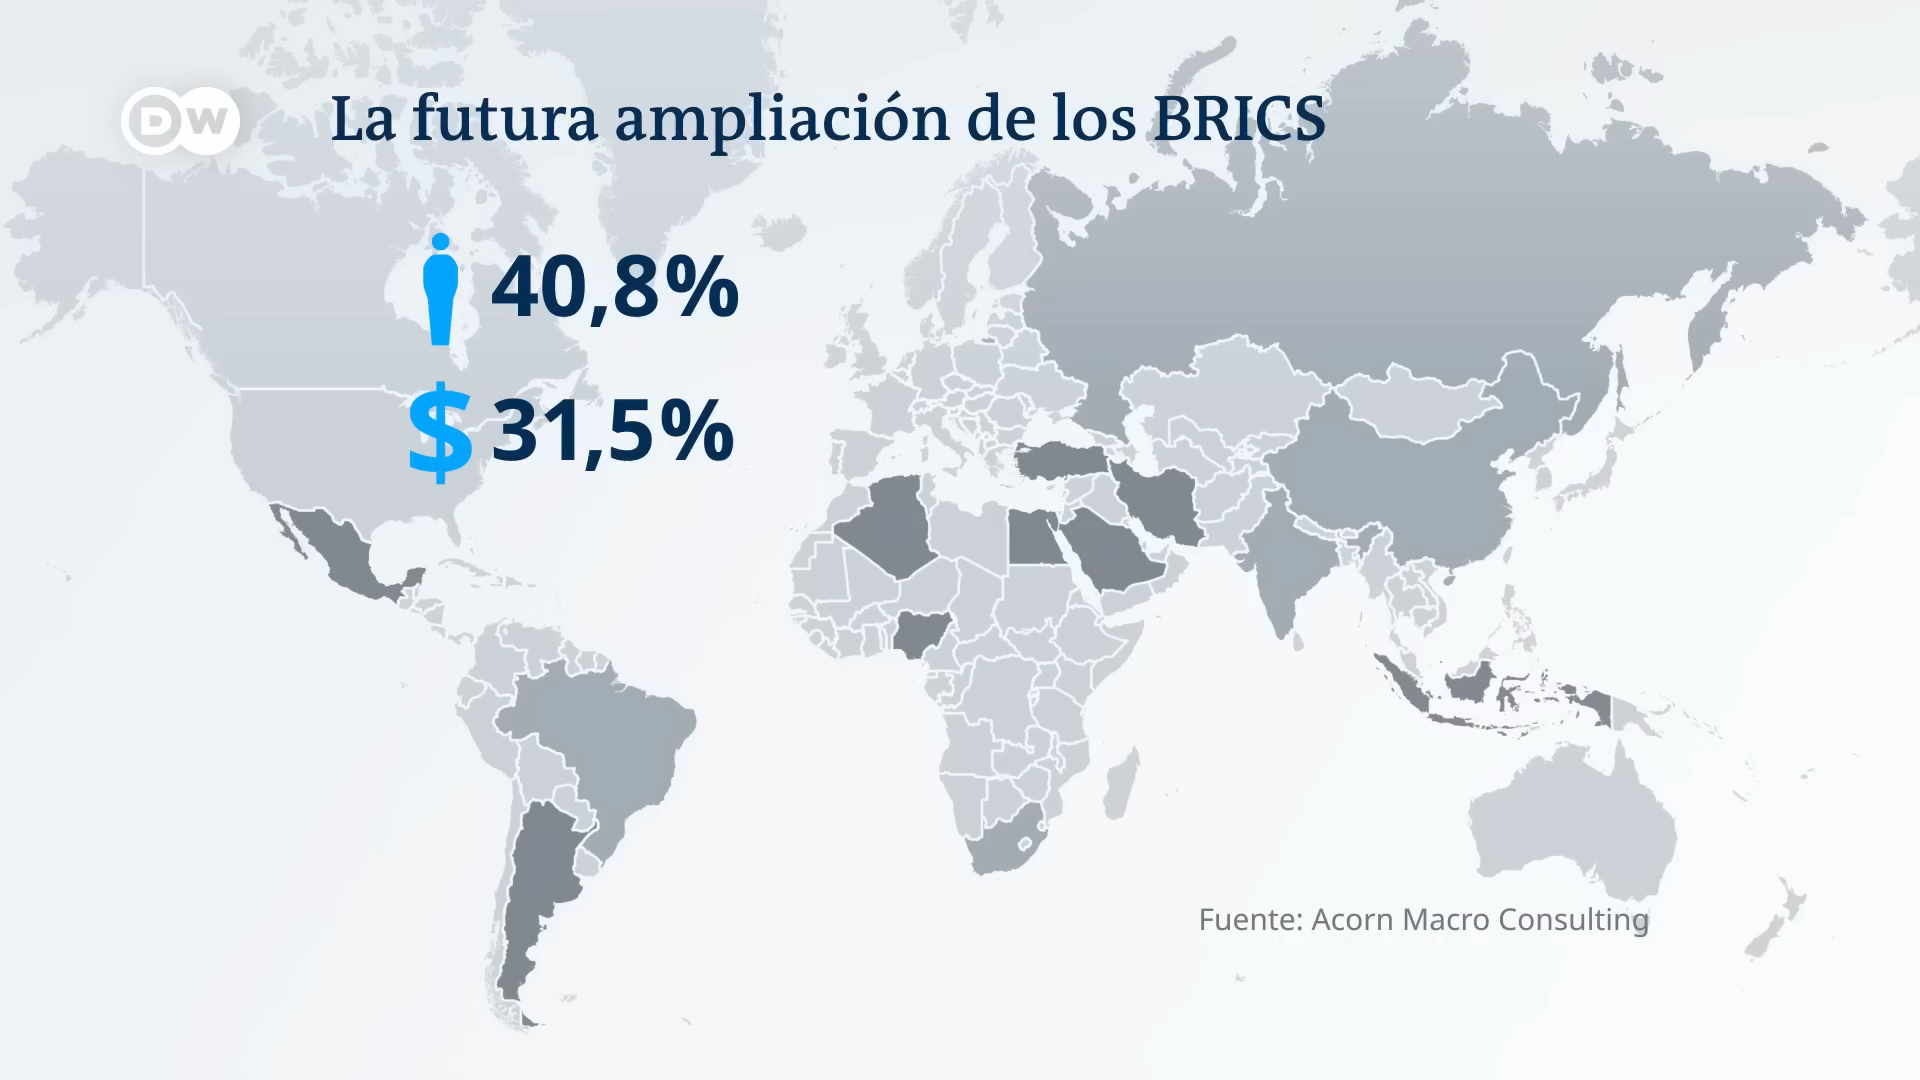 DW
La futura ampliación de los BRICS
40,8%
$ 31,5%
Fuente: Acorn Macro Consulting